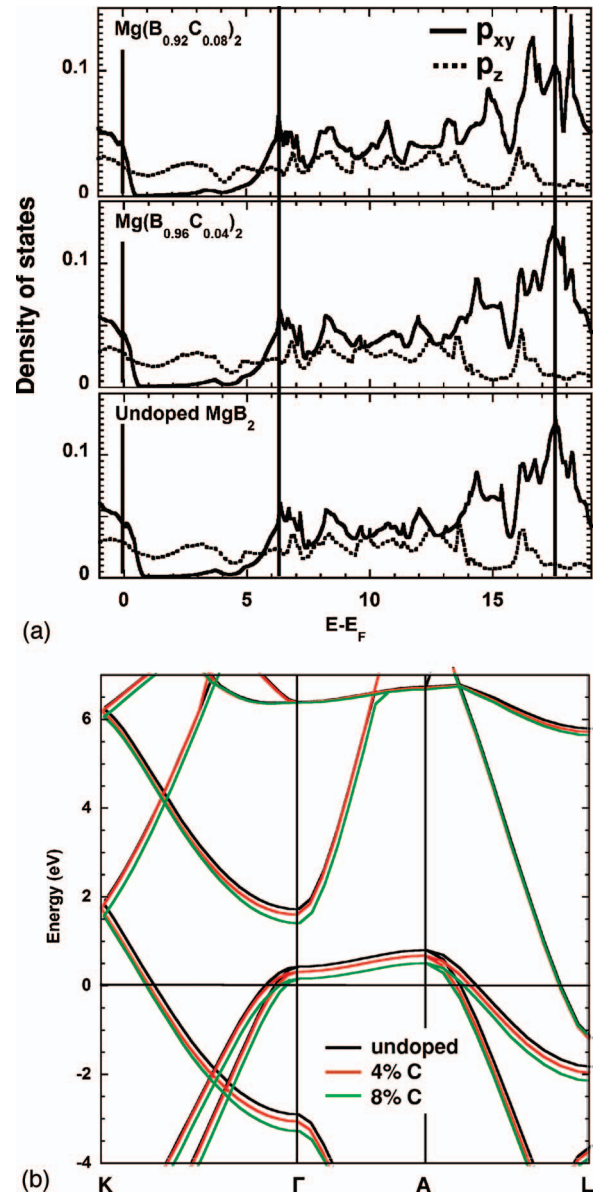 Mg(B0.92C0.08)2
pxy
pz
0.1
0
Mg(B0.96C0.04)2
0.1
0
Density of states
Undoped MgB2
0.1
0
0 5 10 15
E-EF
(a)
6
4
2
0
-2
-4
Energy (eV)
undoped
4% C
8% C
K Γ A L
(b)